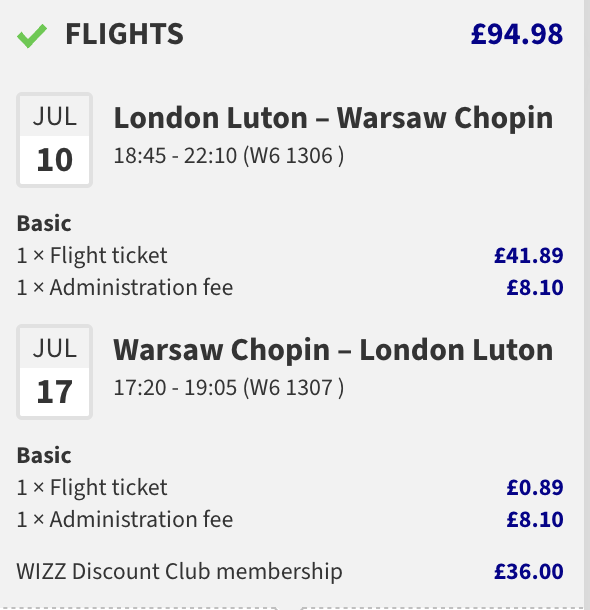 FLIGHTS £94.98
JUL
10
London Luton – Warsaw Chopin
18:45 - 22:10 (W6 1306 )
Basic
1 × Flight ticket £41.89
1 × Administration fee £8.10
JUL
17
Warsaw Chopin – London Luton
17:20 - 19:05 (W6 1307 )
Basic
1 × Flight ticket £0.89
1 × Administration fee £8.10
WIZZ Discount Club membership £36.00